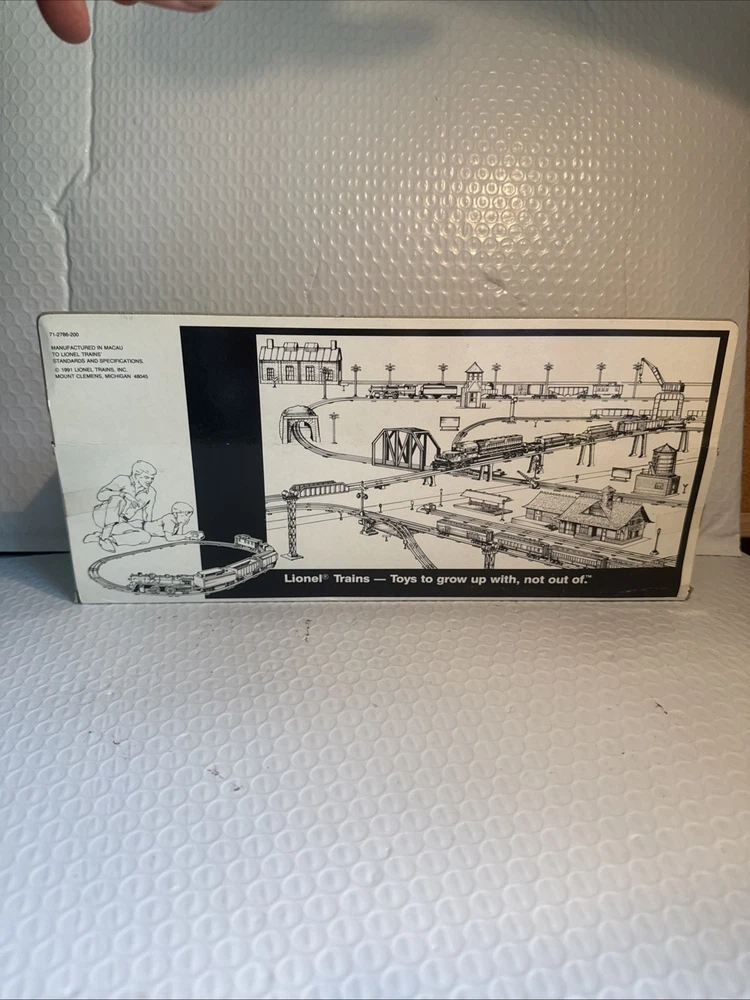 71-2786-200
MANUFACTURED IN MACAU
TO LIONEL TRAINS'
STANDARDS AND SPECIFICATIONS.
© 1991 LIONEL TRAINS, INC.
MOUNT CLEMENS, MICHIGAN 48045
Lionel® Trains — Toys to grow up with, not out of.™